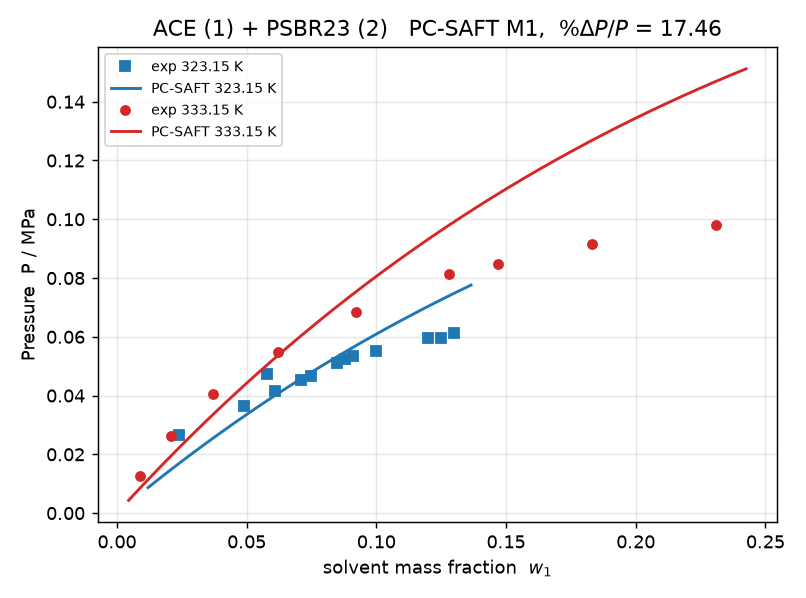 ACE (1) + PSBR23 (2)   PC-SAFT M1,  %ΔP/P = 17.46
exp 323.15 K
PC-SAFT 323.15 K
exp 333.15 K
PC-SAFT 333.15 K
Pressure  P / MPa
0.14
0.12
0.10
0.08
0.06
0.04
0.02
0.00
0.00 0.05 0.10 0.15 0.20 0.25
solvent mass fraction  w₁